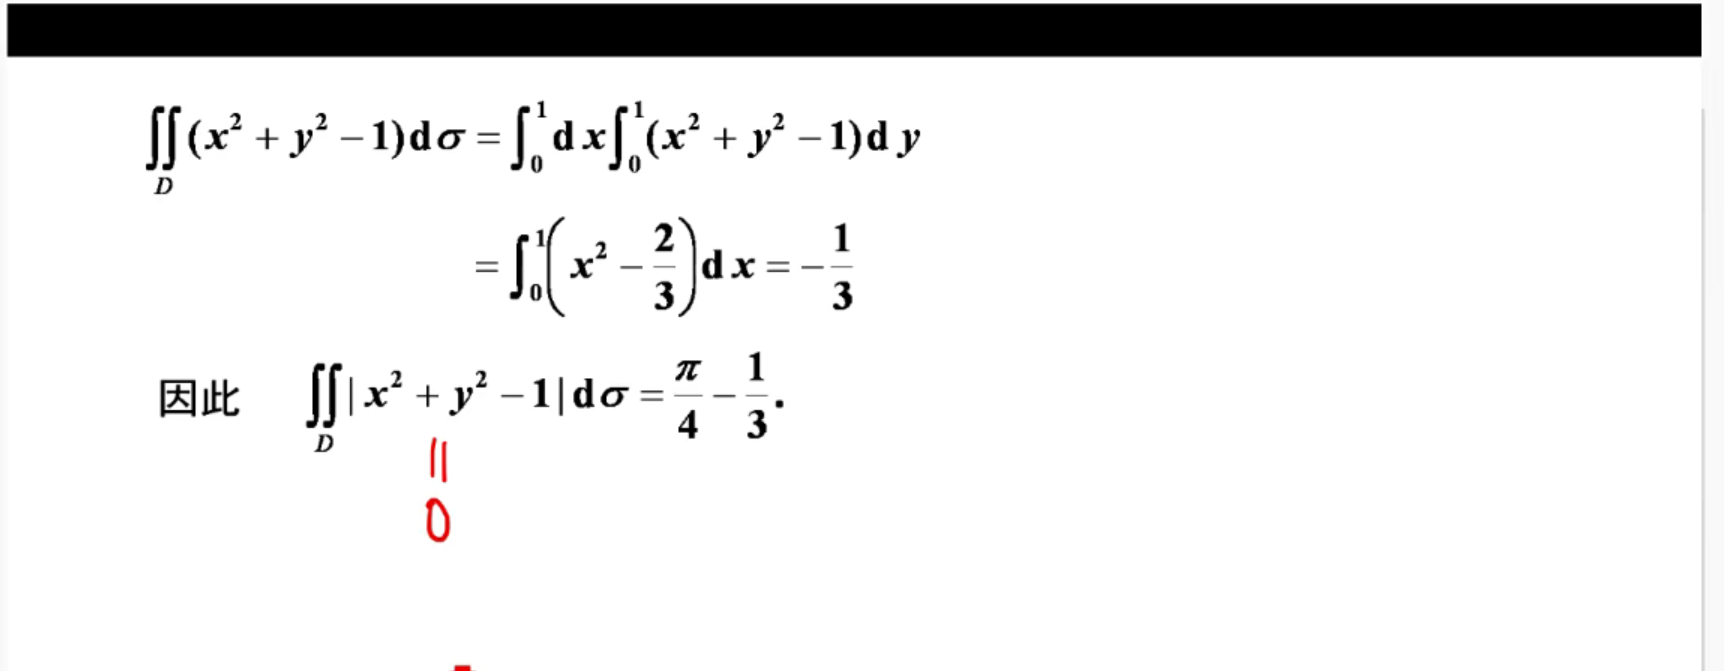 ∬_D (x² + y² − 1)dσ = ∫₀¹ dx ∫₀¹ (x² + y² − 1)d y
= ∫₀¹ (x² − 2/3) dx = − 1/3
因此 ∬_D | x² + y² − 1 | dσ = π/4 − 1/3 .
||
0